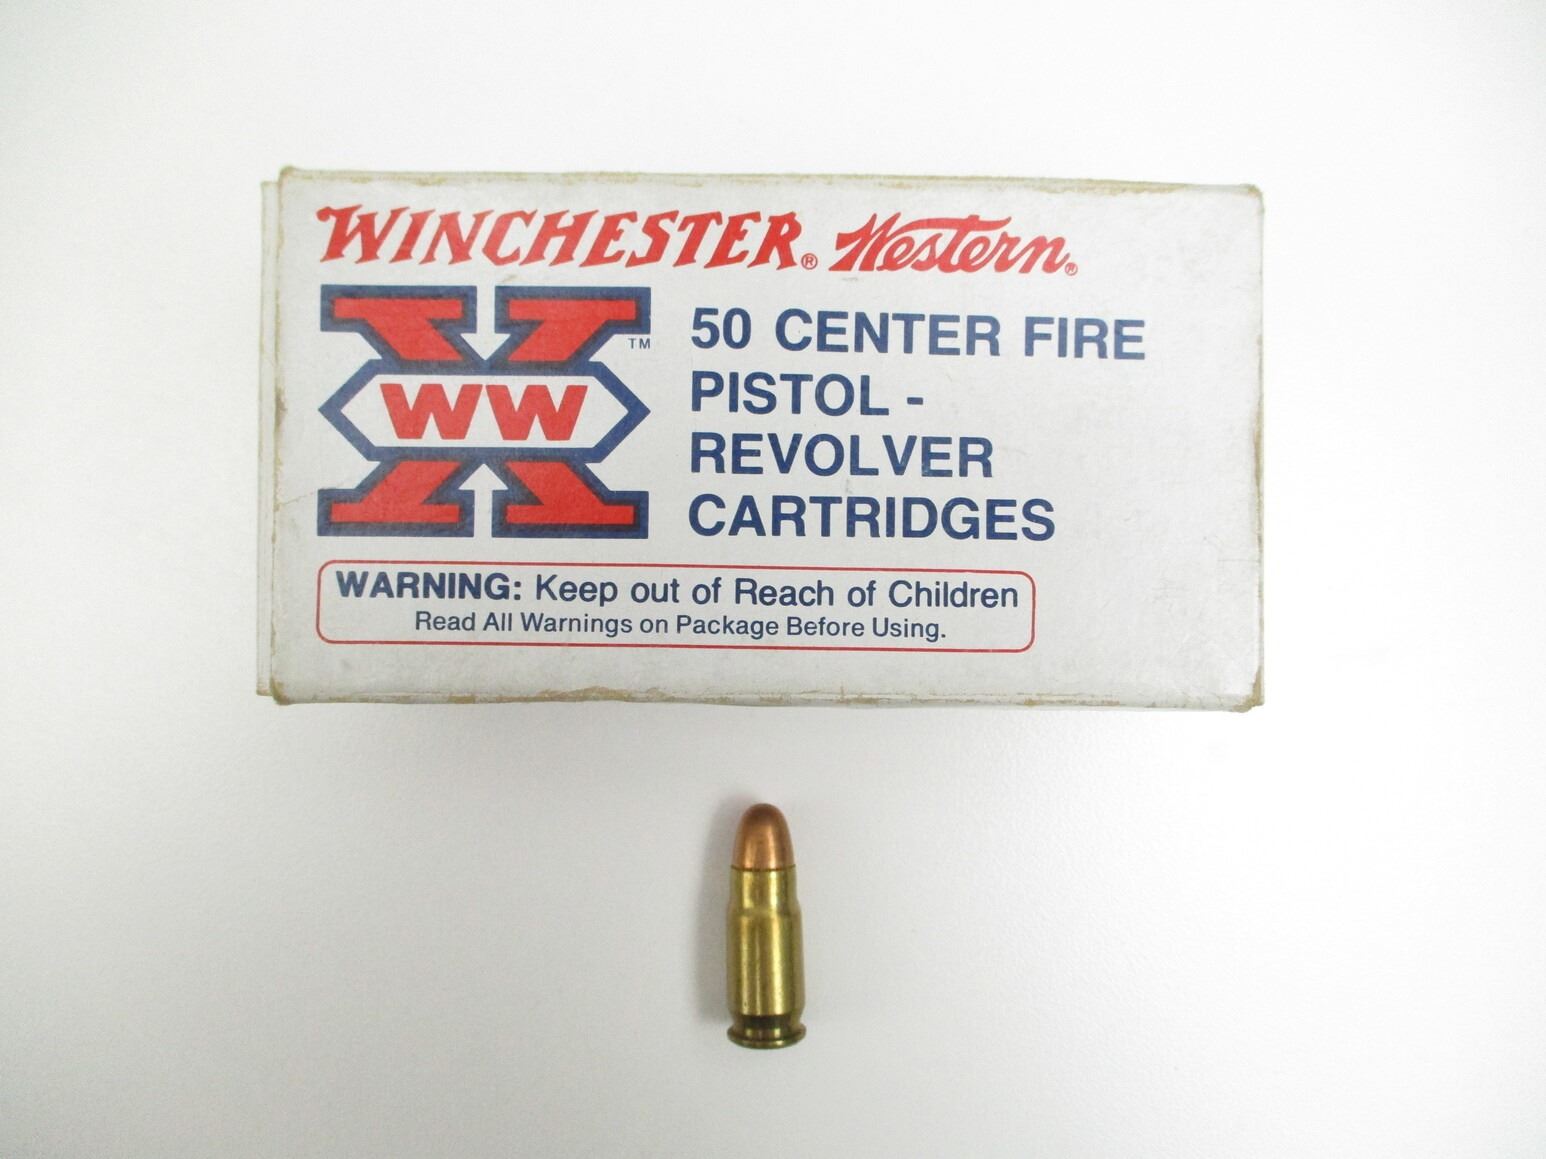 WINCHESTER® Western®
WW
TM
50 CENTER FIRE
PISTOL -
REVOLVER
CARTRIDGES
WARNING: Keep out of Reach of Children
Read All Warnings on Package Before Using.